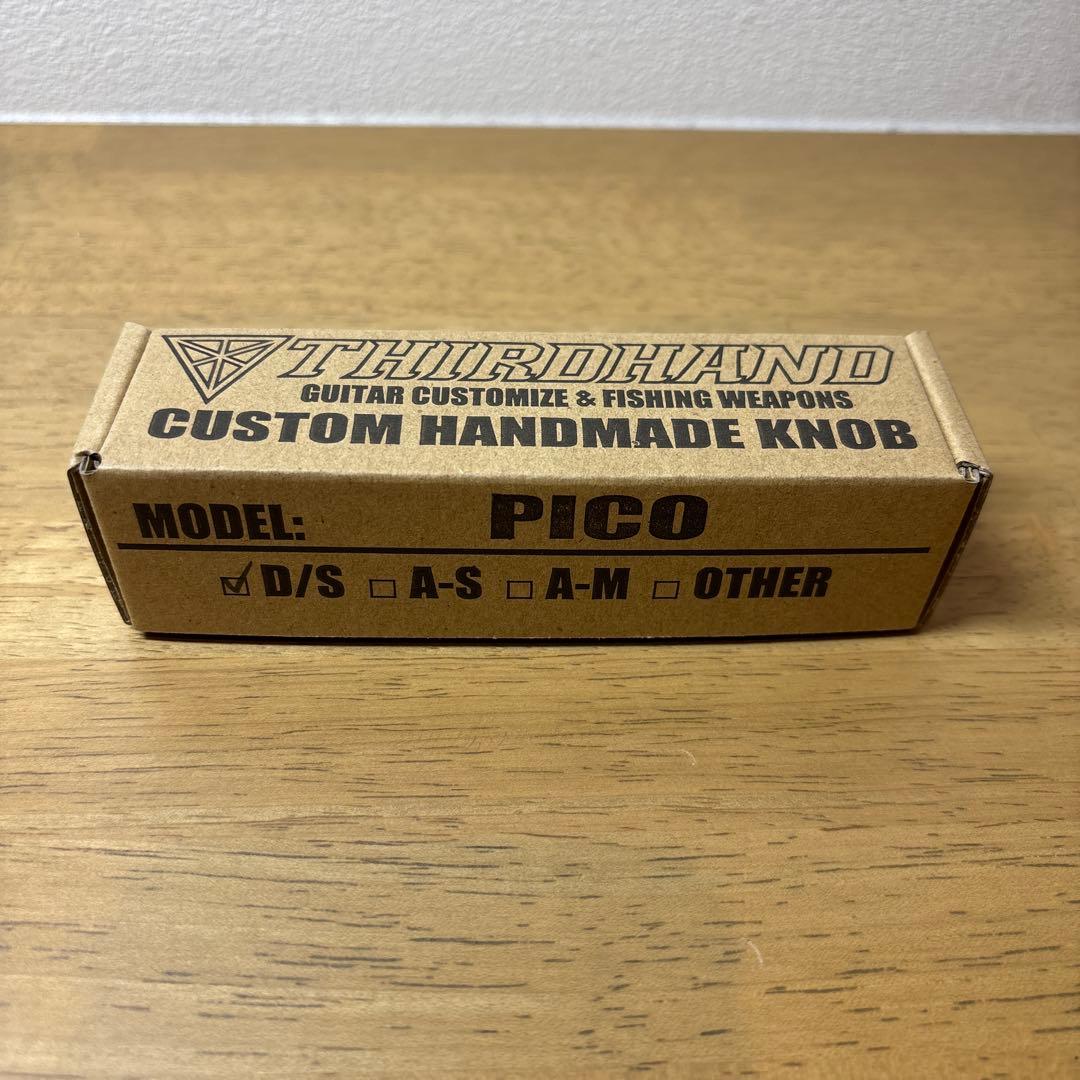 THIRDHAND
GUITAR CUSTOMIZE & FISHING WEAPONS
CUSTOM HANDMADE KNOB
MODEL: PICO
☑ D/S ☐ A-S ☐ A-M ☐ OTHER